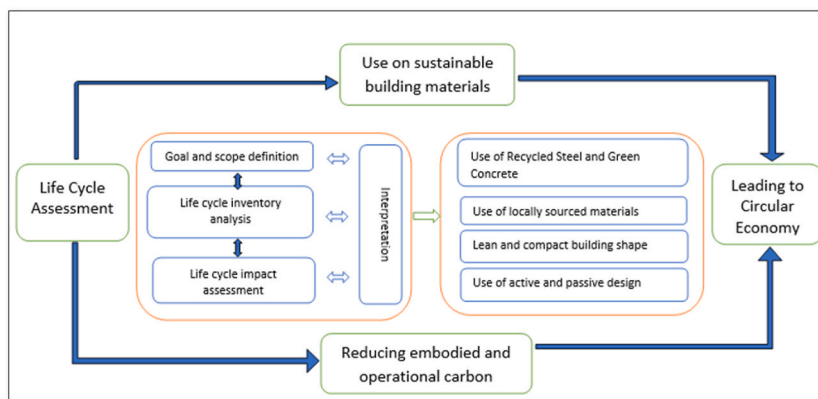 Use on sustainable
building materials
Life Cycle
Assessment
Goal and scope definition
Life cycle inventory
analysis
Life cycle impact
assessment
Interpretation
Use of Recycled Steel and Green
Concrete
Use of locally sourced materials
Lean and compact building shape
Use of active and passive design
Leading to
Circular
Economy
Reducing embodied and
operational carbon